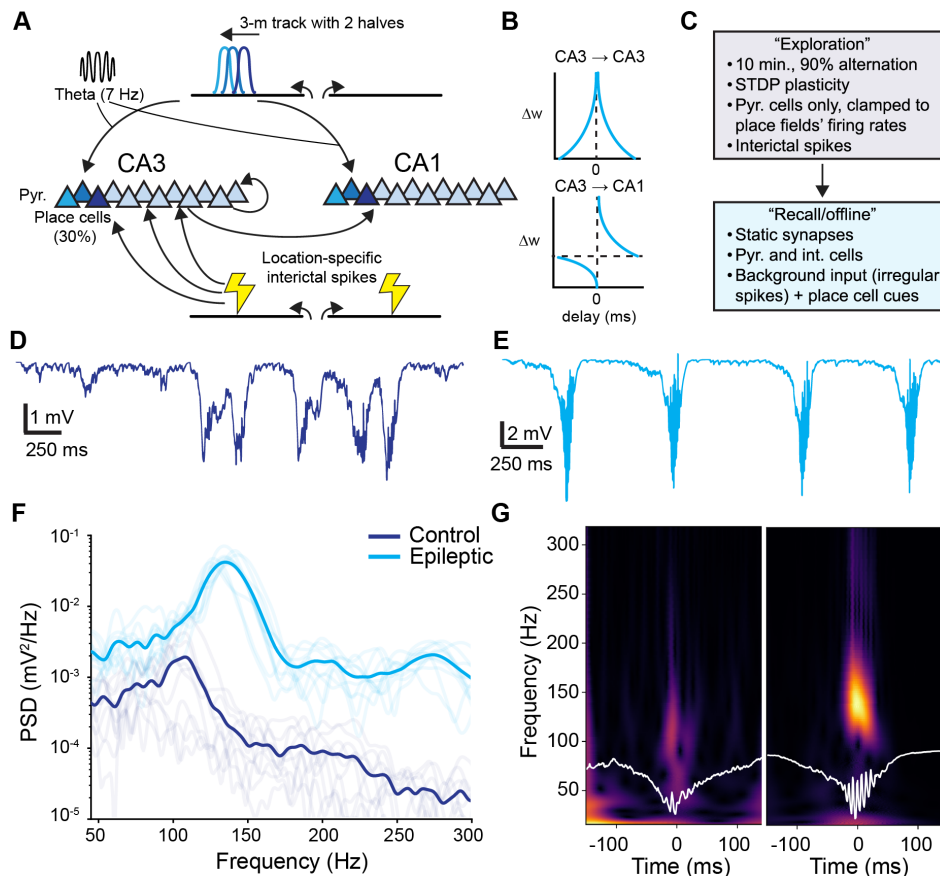 A
3-m track with 2 halves
Theta (7 Hz)
CA3
CA1
Pyr.
Place cells
(30%)
Location-specific
interictal spikes
B
CA3 → CA3
Δw
0
CA3 → CA1
Δw
0
delay (ms)
C
“Exploration”
• 10 min., 90% alternation
• STDP plasticity
• Pyr. cells only, clamped to
place fields’ firing rates
• Interictal spikes
“Recall/offline”
• Static synapses
• Pyr. and int. cells
• Background input (irregular
spikes) + place cell cues
D
1 mV
250 ms
E
2 mV
250 ms
F
Control
Epileptic
10-1
10-2
10-3
10-4
10-5
PSD (mV2/Hz)
50 100 150 200 250 300
Frequency (Hz)
G
300
250
200
150
100
50
Frequency (Hz)
-100 0 100
Time (ms)
-100 0 100
Time (ms)